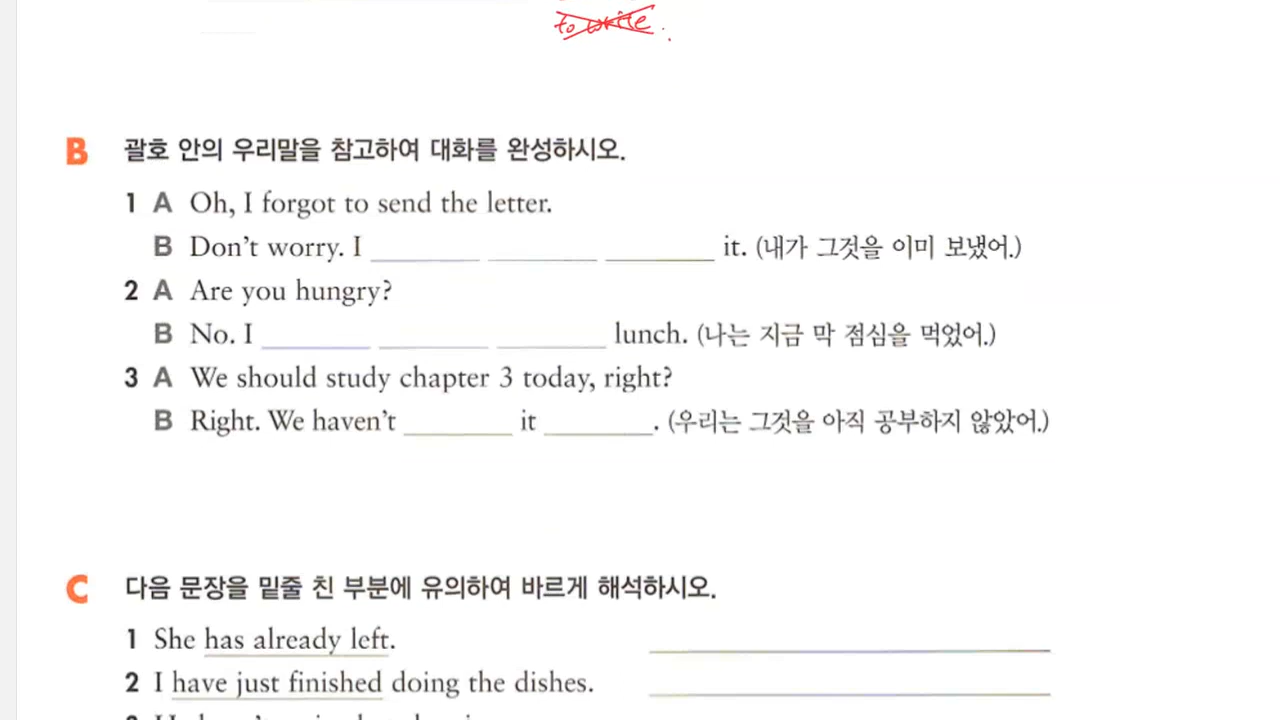 to write.
B 괄호 안의 우리말을 참고하여 대화를 완성하시오.
1 A Oh, I forgot to send the letter.
B Don't worry. I ________ ________ ________ it. (내가 그것을 이미 보냈어.)
2 A Are you hungry?
B No. I ________ ________ ________ lunch. (나는 지금 막 점심을 먹었어.)
3 A We should study chapter 3 today, right?
B Right. We haven't ________ it ________. (우리는 그것을 아직 공부하지 않았어.)
C 다음 문장을 밑줄 친 부분에 유의하여 바르게 해석하시오.
1 She has already left.
2 I have just finished doing the dishes.